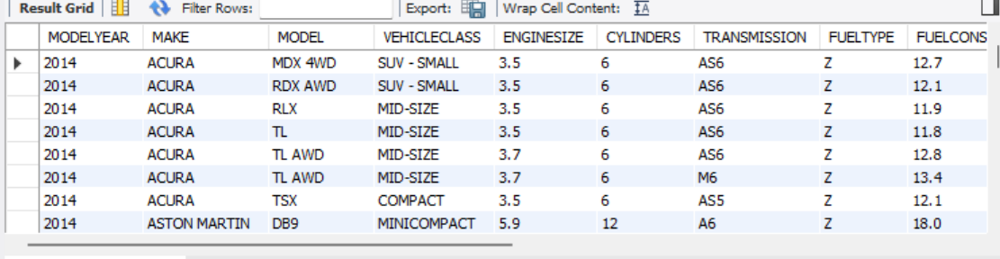 Result Grid Filter Rows: Export: Wrap Cell Content: IA
MODELYEAR MAKE MODEL VEHICLECLASS ENGINESIZE CYLINDERS TRANSMISSION FUELTYPE FUELCONS
2014 ACURA MDX 4WD SUV - SMALL 3.5 6 AS6 Z 12.7
2014 ACURA RDX AWD SUV - SMALL 3.5 6 AS6 Z 12.1
2014 ACURA RLX MID-SIZE 3.5 6 AS6 Z 11.9
2014 ACURA TL MID-SIZE 3.5 6 AS6 Z 11.8
2014 ACURA TL AWD MID-SIZE 3.7 6 AS6 Z 12.8
2014 ACURA TL AWD MID-SIZE 3.7 6 M6 Z 13.4
2014 ACURA TSX COMPACT 3.5 6 AS5 Z 12.1
2014 ASTON MARTIN DB9 MINICOMPACT 5.9 12 A6 Z 18.0